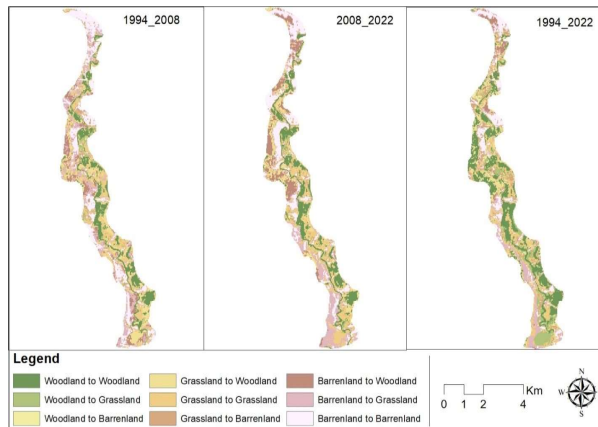 1994_2008
2008_2022
1994_2022
Legend
Woodland to Woodland
Woodland to Grassland
Woodland to Barrenland
Grassland to Woodland
Grassland to Grassland
Grassland to Barrenland
Barrenland to Woodland
Barrenland to Grassland
Barrenland to Barrenland
Km
0 1 2 4
N
W E
S